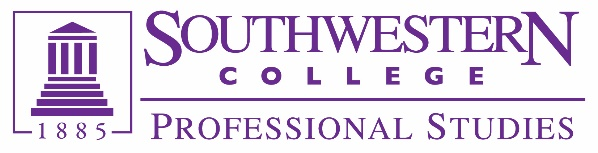 SOUTHWESTERN
COLLEGE
1885
PROFESSIONAL STUDIES